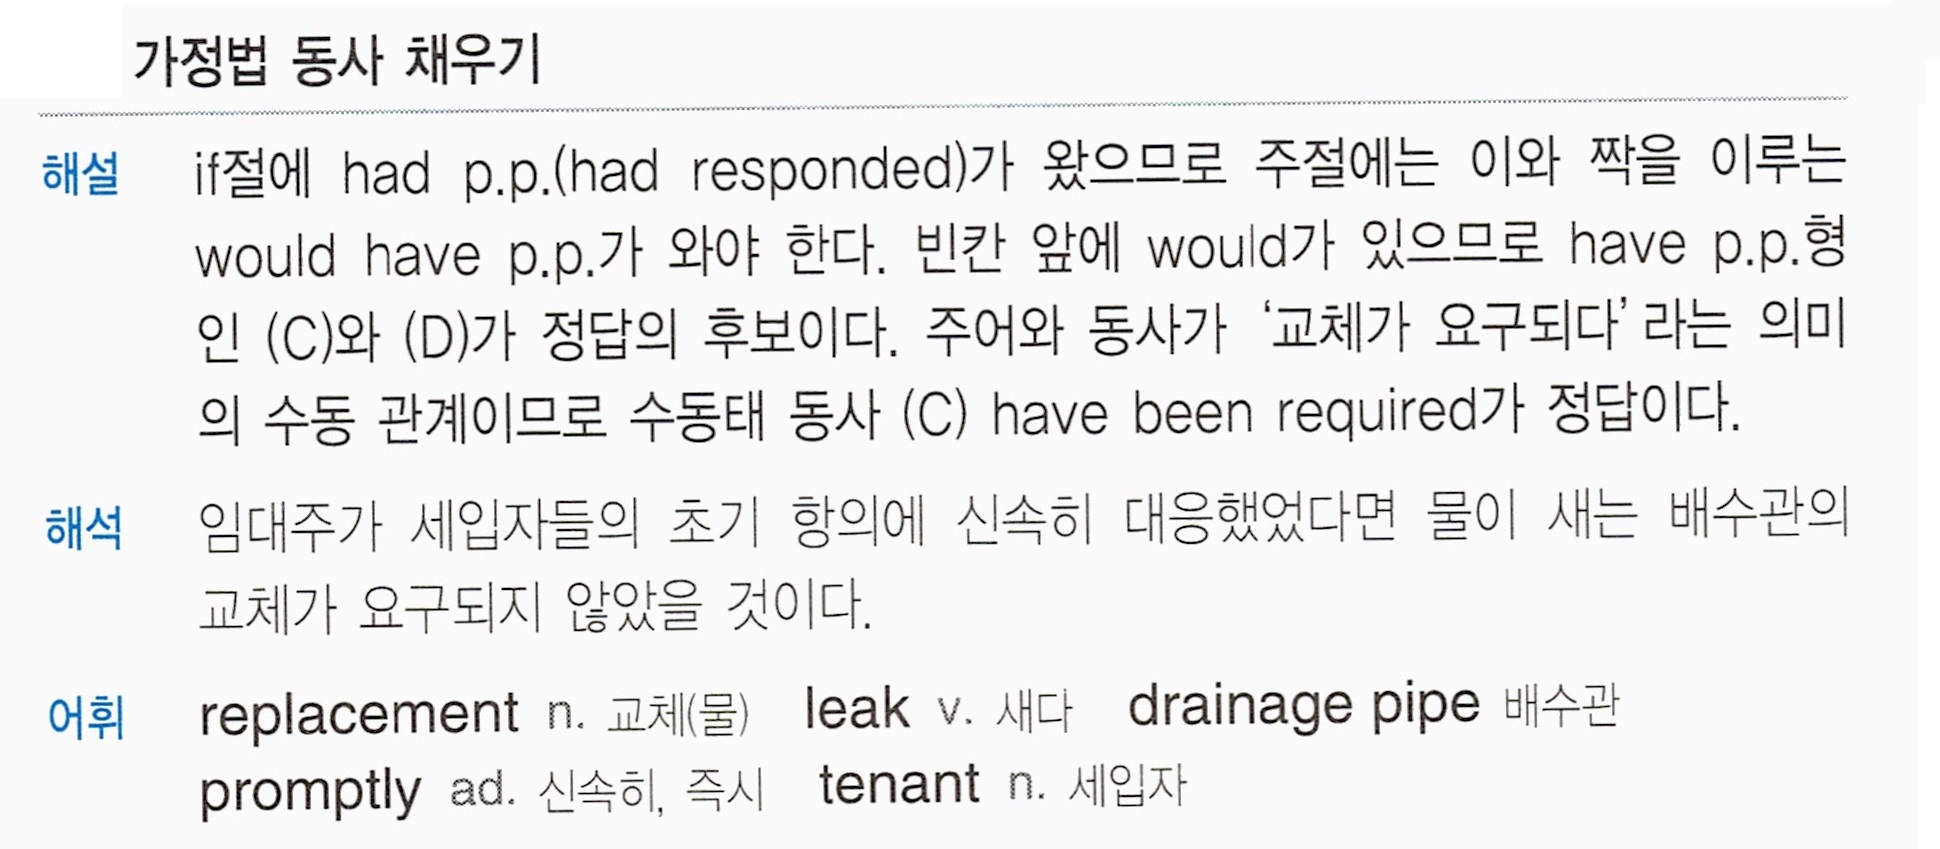 가정법 동사 채우기
해설 if절에 had p.p.(had responded)가 왔으므로 주절에는 이와 짝을 이루는
would have p.p.가 와야 한다. 빈칸 앞에 would가 있으므로 have p.p.형
인 (C)와 (D)가 정답의 후보이다. 주어와 동사가 ‘교체가 요구되다’라는 의미
의 수동 관계이므로 수동태 동사 (C) have been required가 정답이다.
해석 임대주가 세입자들의 초기 항의에 신속히 대응했었다면 물이 새는 배수관의
교체가 요구되지 않았을 것이다.
어휘 replacement n. 교체(물) leak v. 새다 drainage pipe 배수관
promptly ad. 신속히, 즉시 tenant n. 세입자